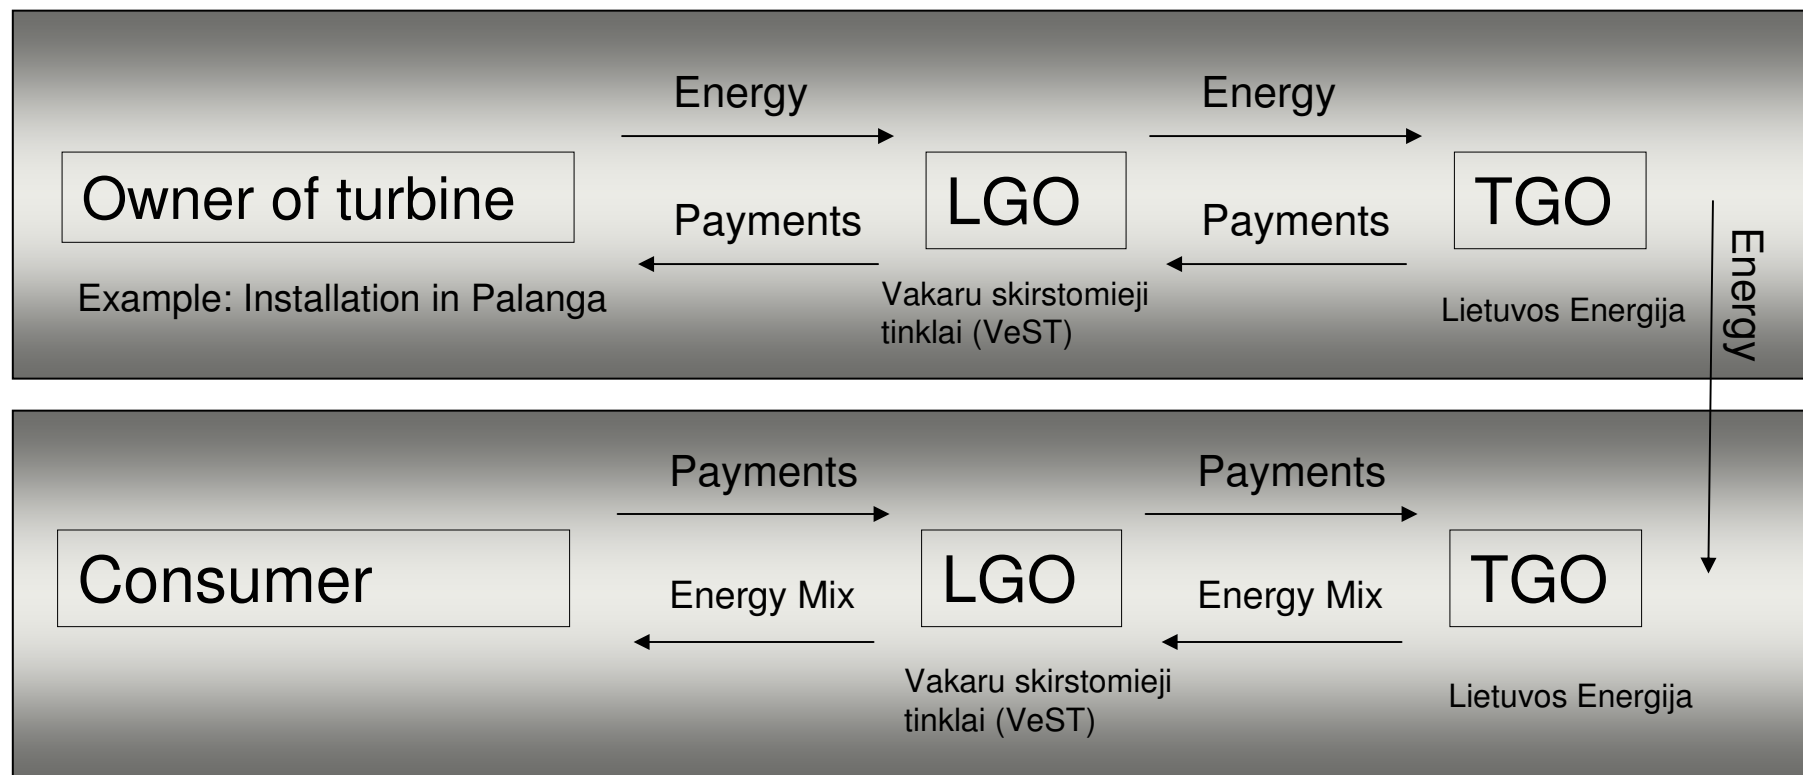 Energy
Energy
Owner of turbine
LGO
TGO
Payments
Payments
Energy
Example: Installation in Palanga
Vakaru skirstomieji
tinklai (VeST)
Lietuvos Energija
Payments
Payments
Consumer
LGO
TGO
Energy Mix
Energy Mix
Vakaru skirstomieji
tinklai (VeST)
Lietuvos Energija